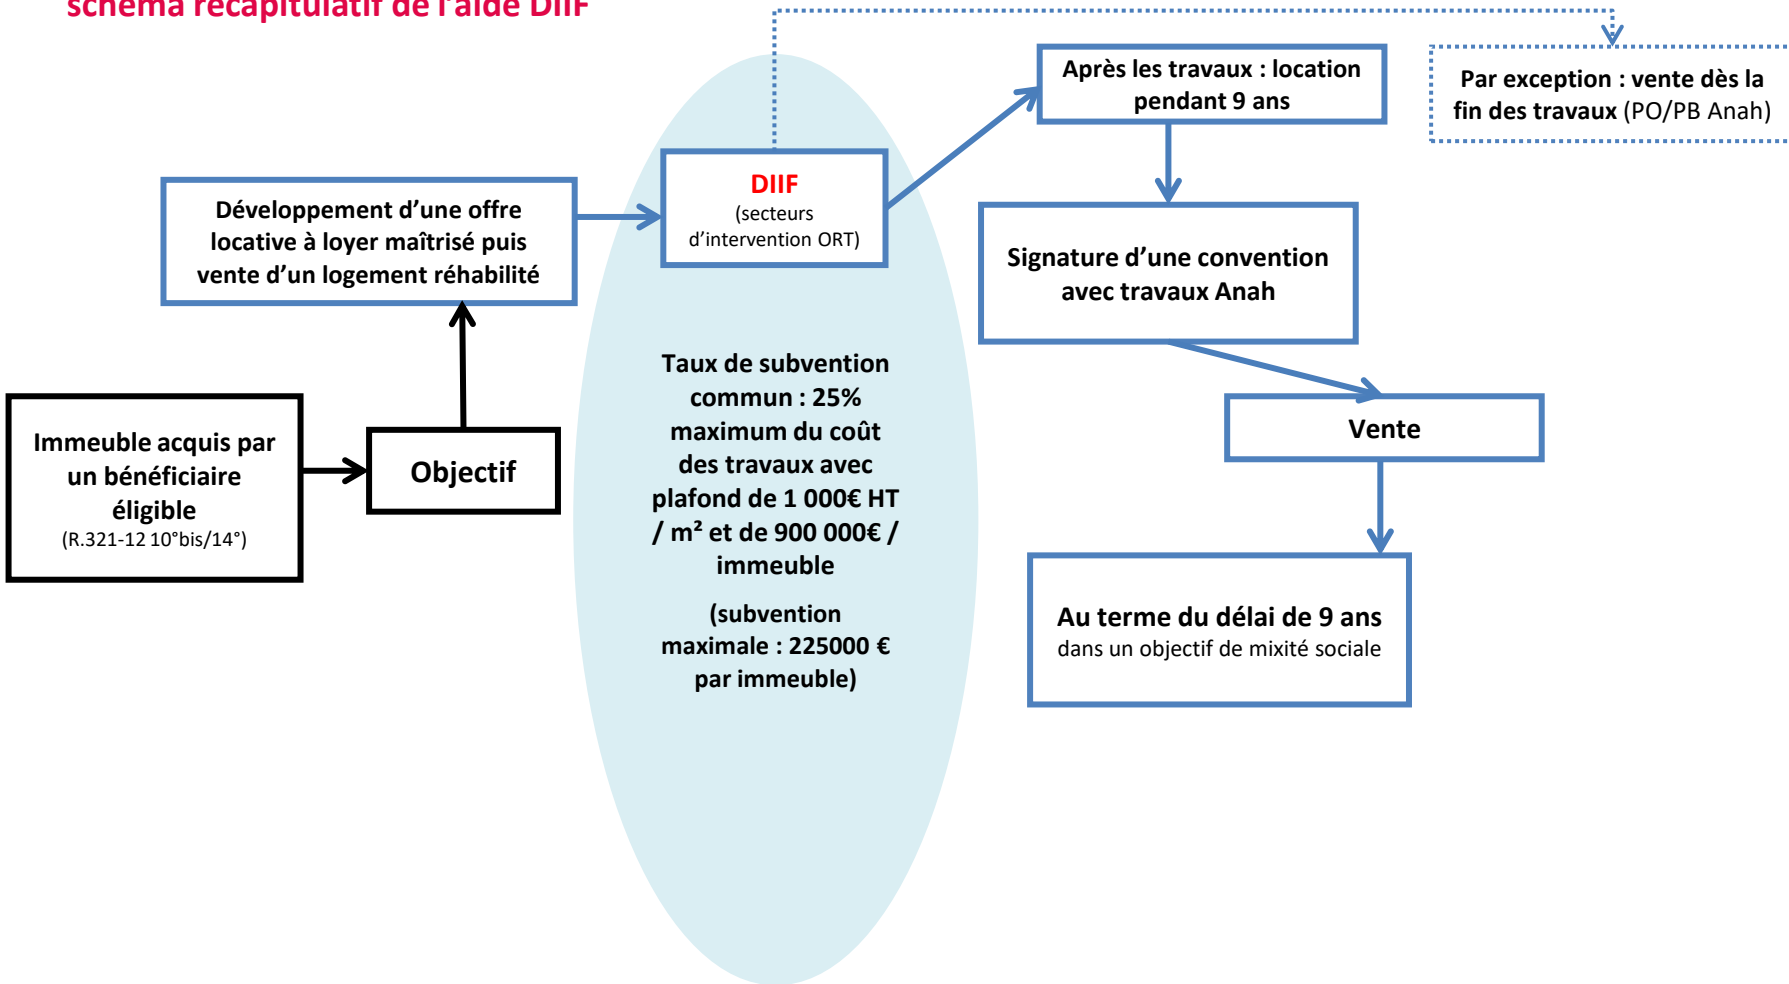 schéma récapitulatif de l'aide DIIF
Par exception : vente dès la
fin des travaux (PO/PB Anah)
Après les travaux : location
pendant 9 ans
DIIF
(secteurs
d'intervention ORT)
Développement d'une offre
locative à loyer maîtrisé puis
vente d'un logement réhabilité
Signature d'une convention
avec travaux Anah
Taux de subvention
commun : 25%
maximum du coût
des travaux avec
plafond de 1 000€ HT
/ m² et de 900 000€ /
immeuble
(subvention
maximale : 225000 €
par immeuble)
Immeuble acquis par
un bénéficiaire
éligible
(R.321-12 10°bis/14°)
Objectif
Vente
Au terme du délai de 9 ans
dans un objectif de mixité sociale